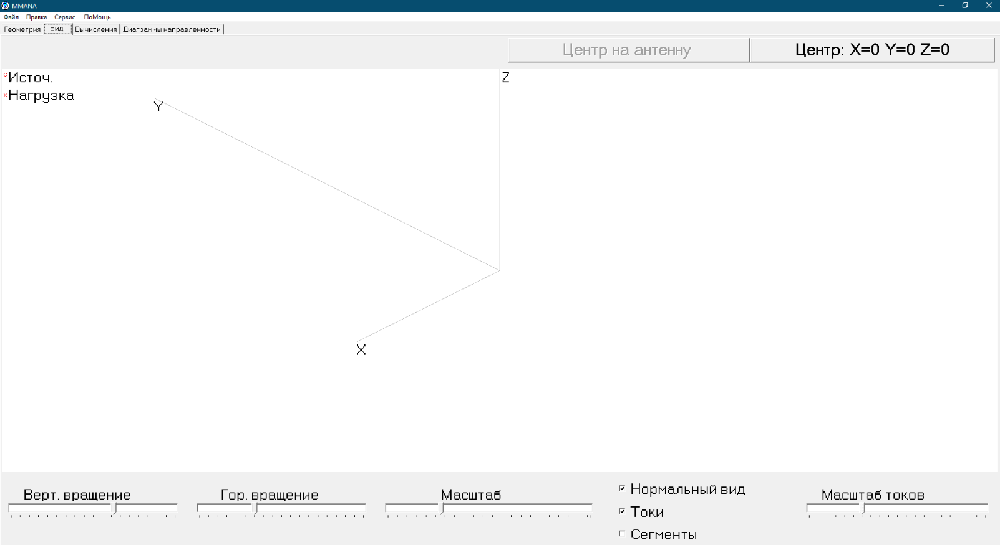 MMANA
Файл Правка Сервис ПоМощь
Геометрия Вид Вычисления Диаграммы направленности
Центр на антенну Центр: X=0 Y=0 Z=0
Источ.
Z
Нагрузка
Y
X
Верт. вращение Гор. вращение Масштаб Нормальный вид Масштаб токов
Токи
Сегменты